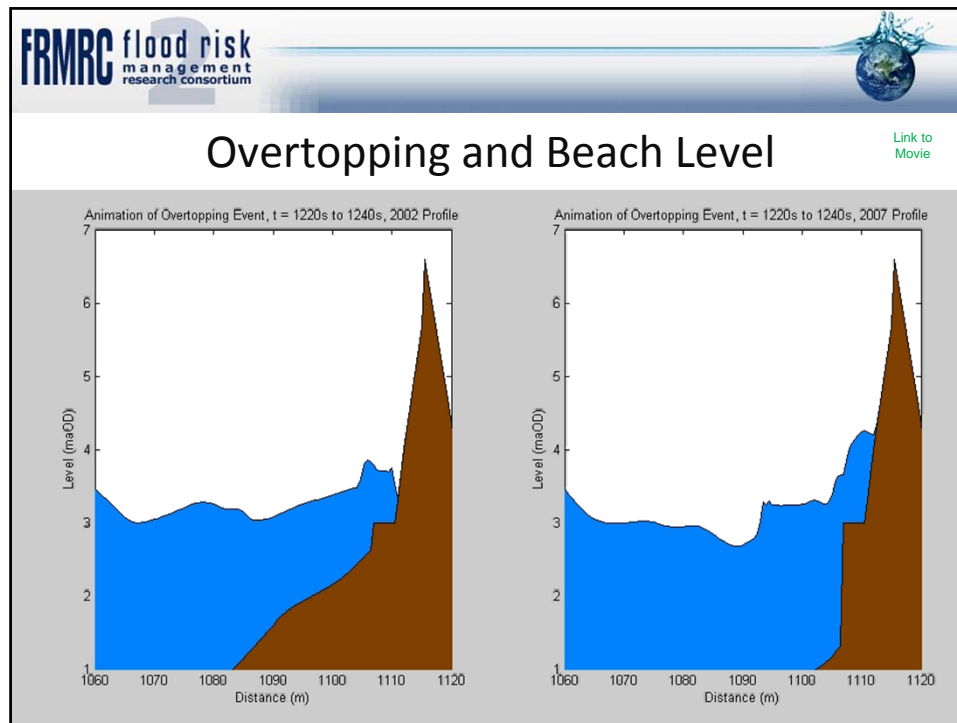 FRMRC flood risk
management
research consortium
2
Overtopping and Beach Level
Link to
Movie
Animation of Overtopping Event, t = 1220s to 1240s, 2002 Profile
7
6
5
4
3
2
1
Level (maOD)
1060 1070 1080 1090 1100 1110 1120
Distance (m)
Animation of Overtopping Event, t = 1220s to 1240s, 2007 Profile
7
6
5
4
3
2
1
Level (maOD)
1060 1070 1080 1090 1100 1110 1120
Distance (m)